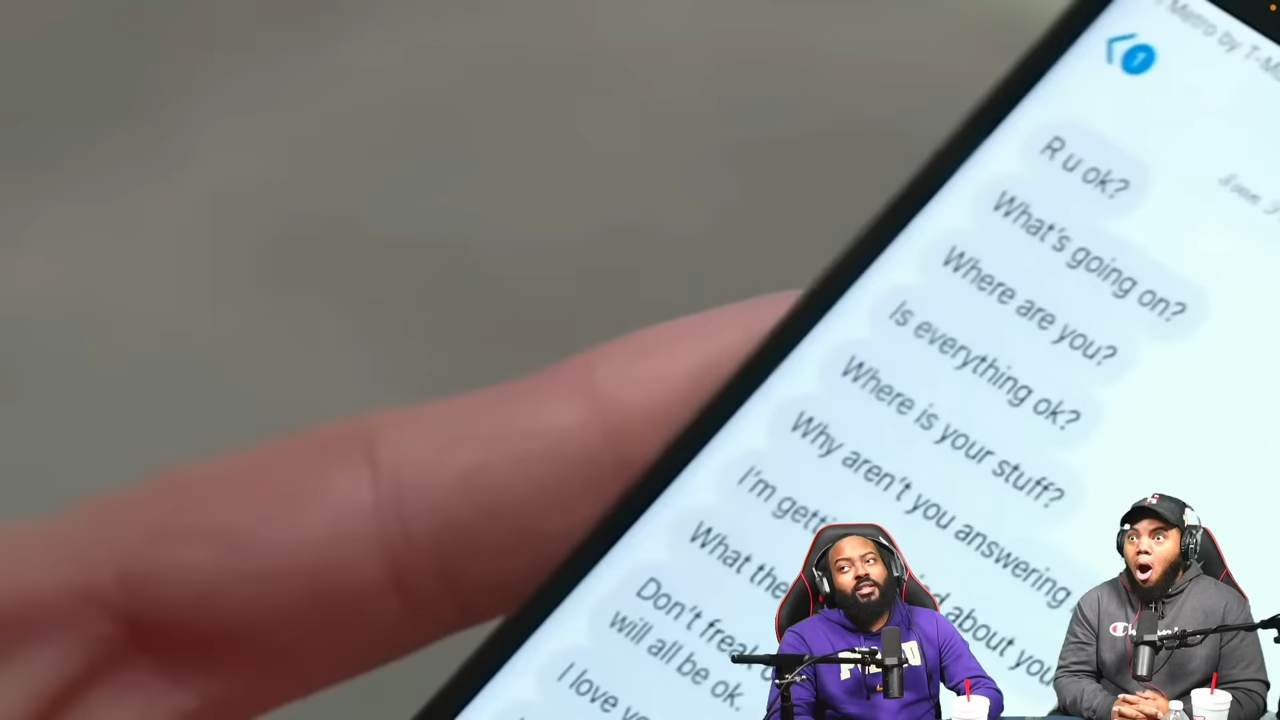 Metro by
1
R u ok?
What's going on?
Where are you?
Is everything ok?
Where is your stuff?
Why aren't you answering
I'm about you
What the
Don't freak
will all be ok.
I love